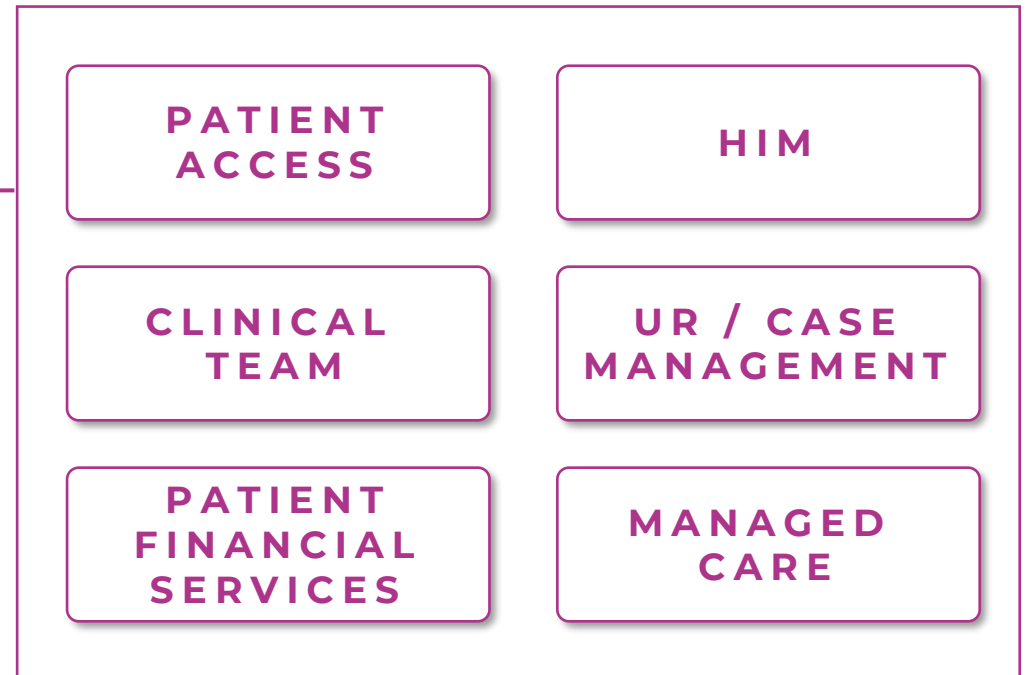 PATIENT
ACCESS
HIM
CLINICAL
TEAM
UR / CASE
MANAGEMENT
PATIENT
FINANCIAL
SERVICES
MANAGED
CARE